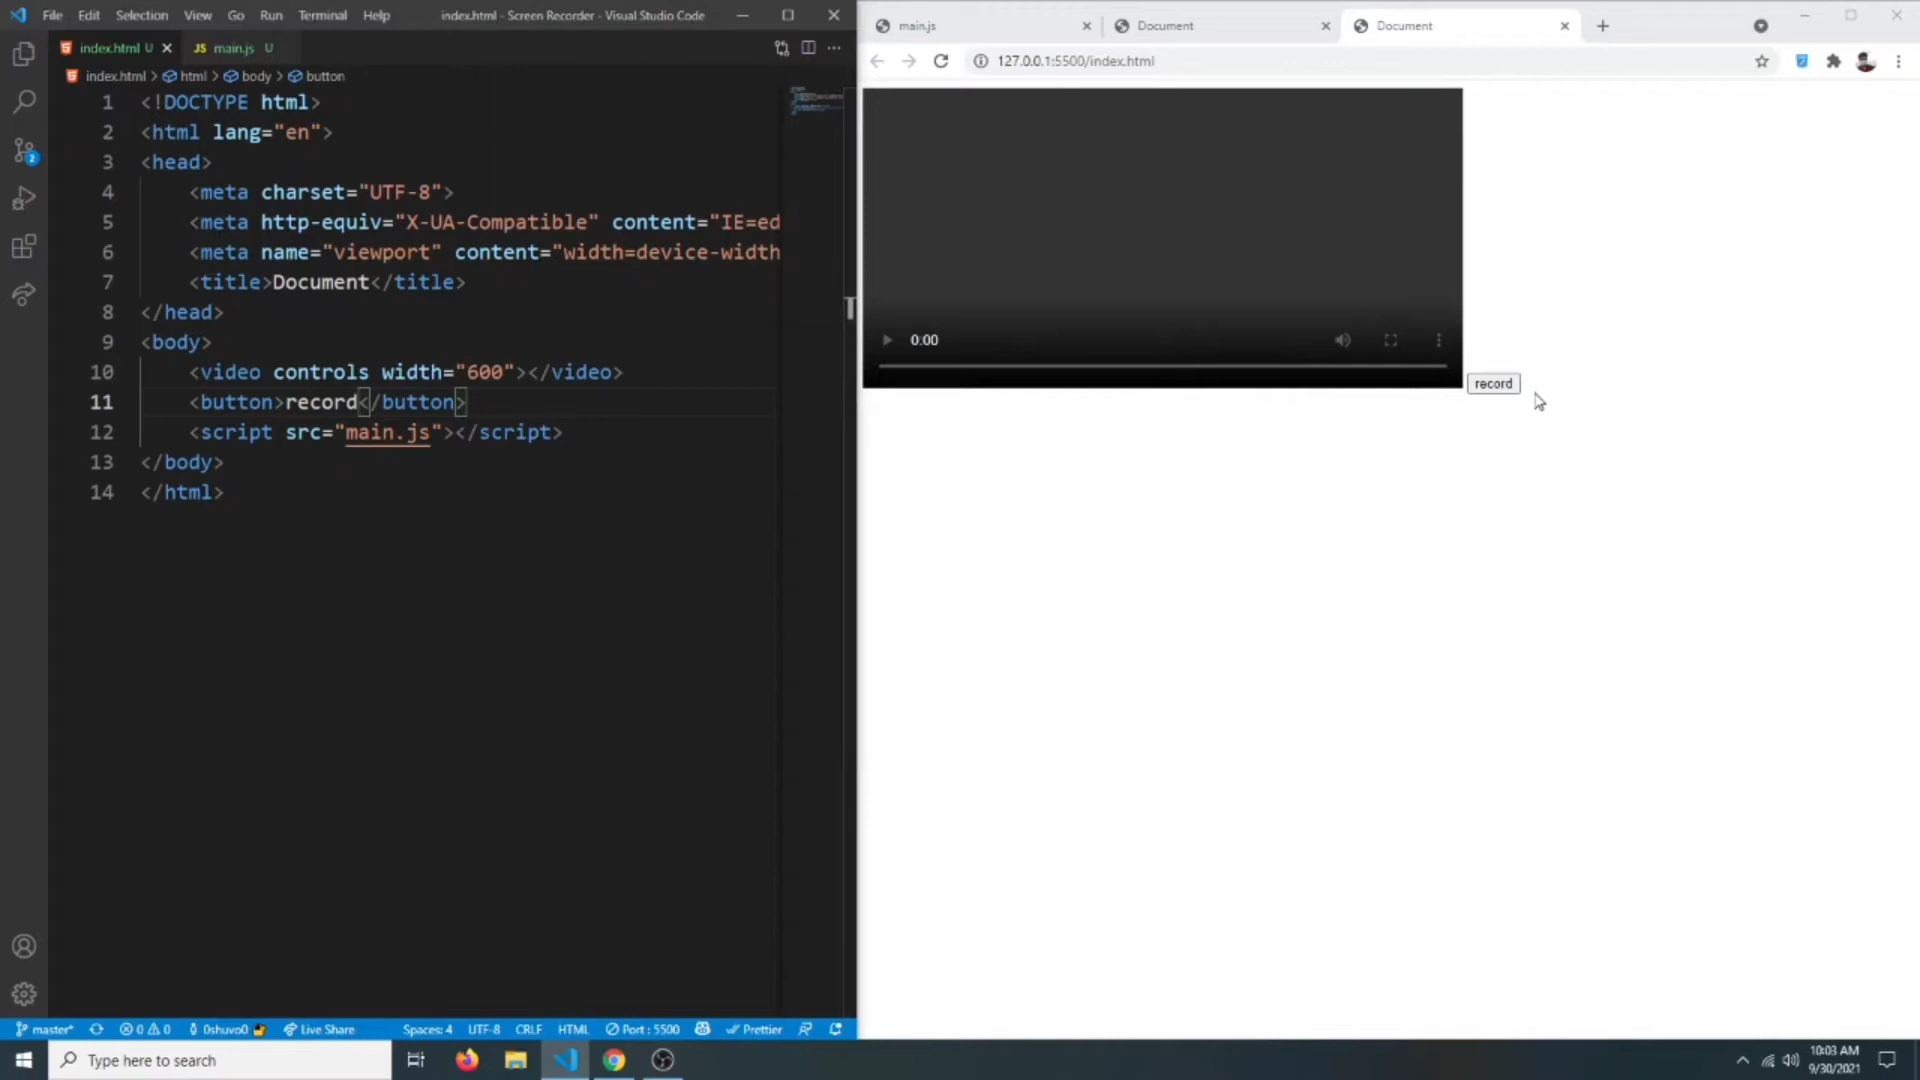 File Edit Selection View Go Run Terminal Help index.html - Screen Recorder - Visual Studio Code
index.html U JS main.js U
index.html > html > body > button
1 <!DOCTYPE html>
2 <html lang="en">
3 <head>
4 <meta charset="UTF-8">
5 <meta http-equiv="X-UA-Compatible" content="IE=ed
6 <meta name="viewport" content="width=device-width
7 <title>Document</title>
8 </head>
9 <body>
10 <video controls width="600"></video>
11 <button>record</button>
12 <script src="main.js"></script>
13 </body>
14 </html>
2
master* 0 0 0shuvo0 Live Share Spaces: 4 UTF-8 CRLF HTML Port : 5500 Prettier
main.js Document Document
127.0.0.1:5500/index.html
0:00
record
Type here to search
10:03 AM
9/30/2021